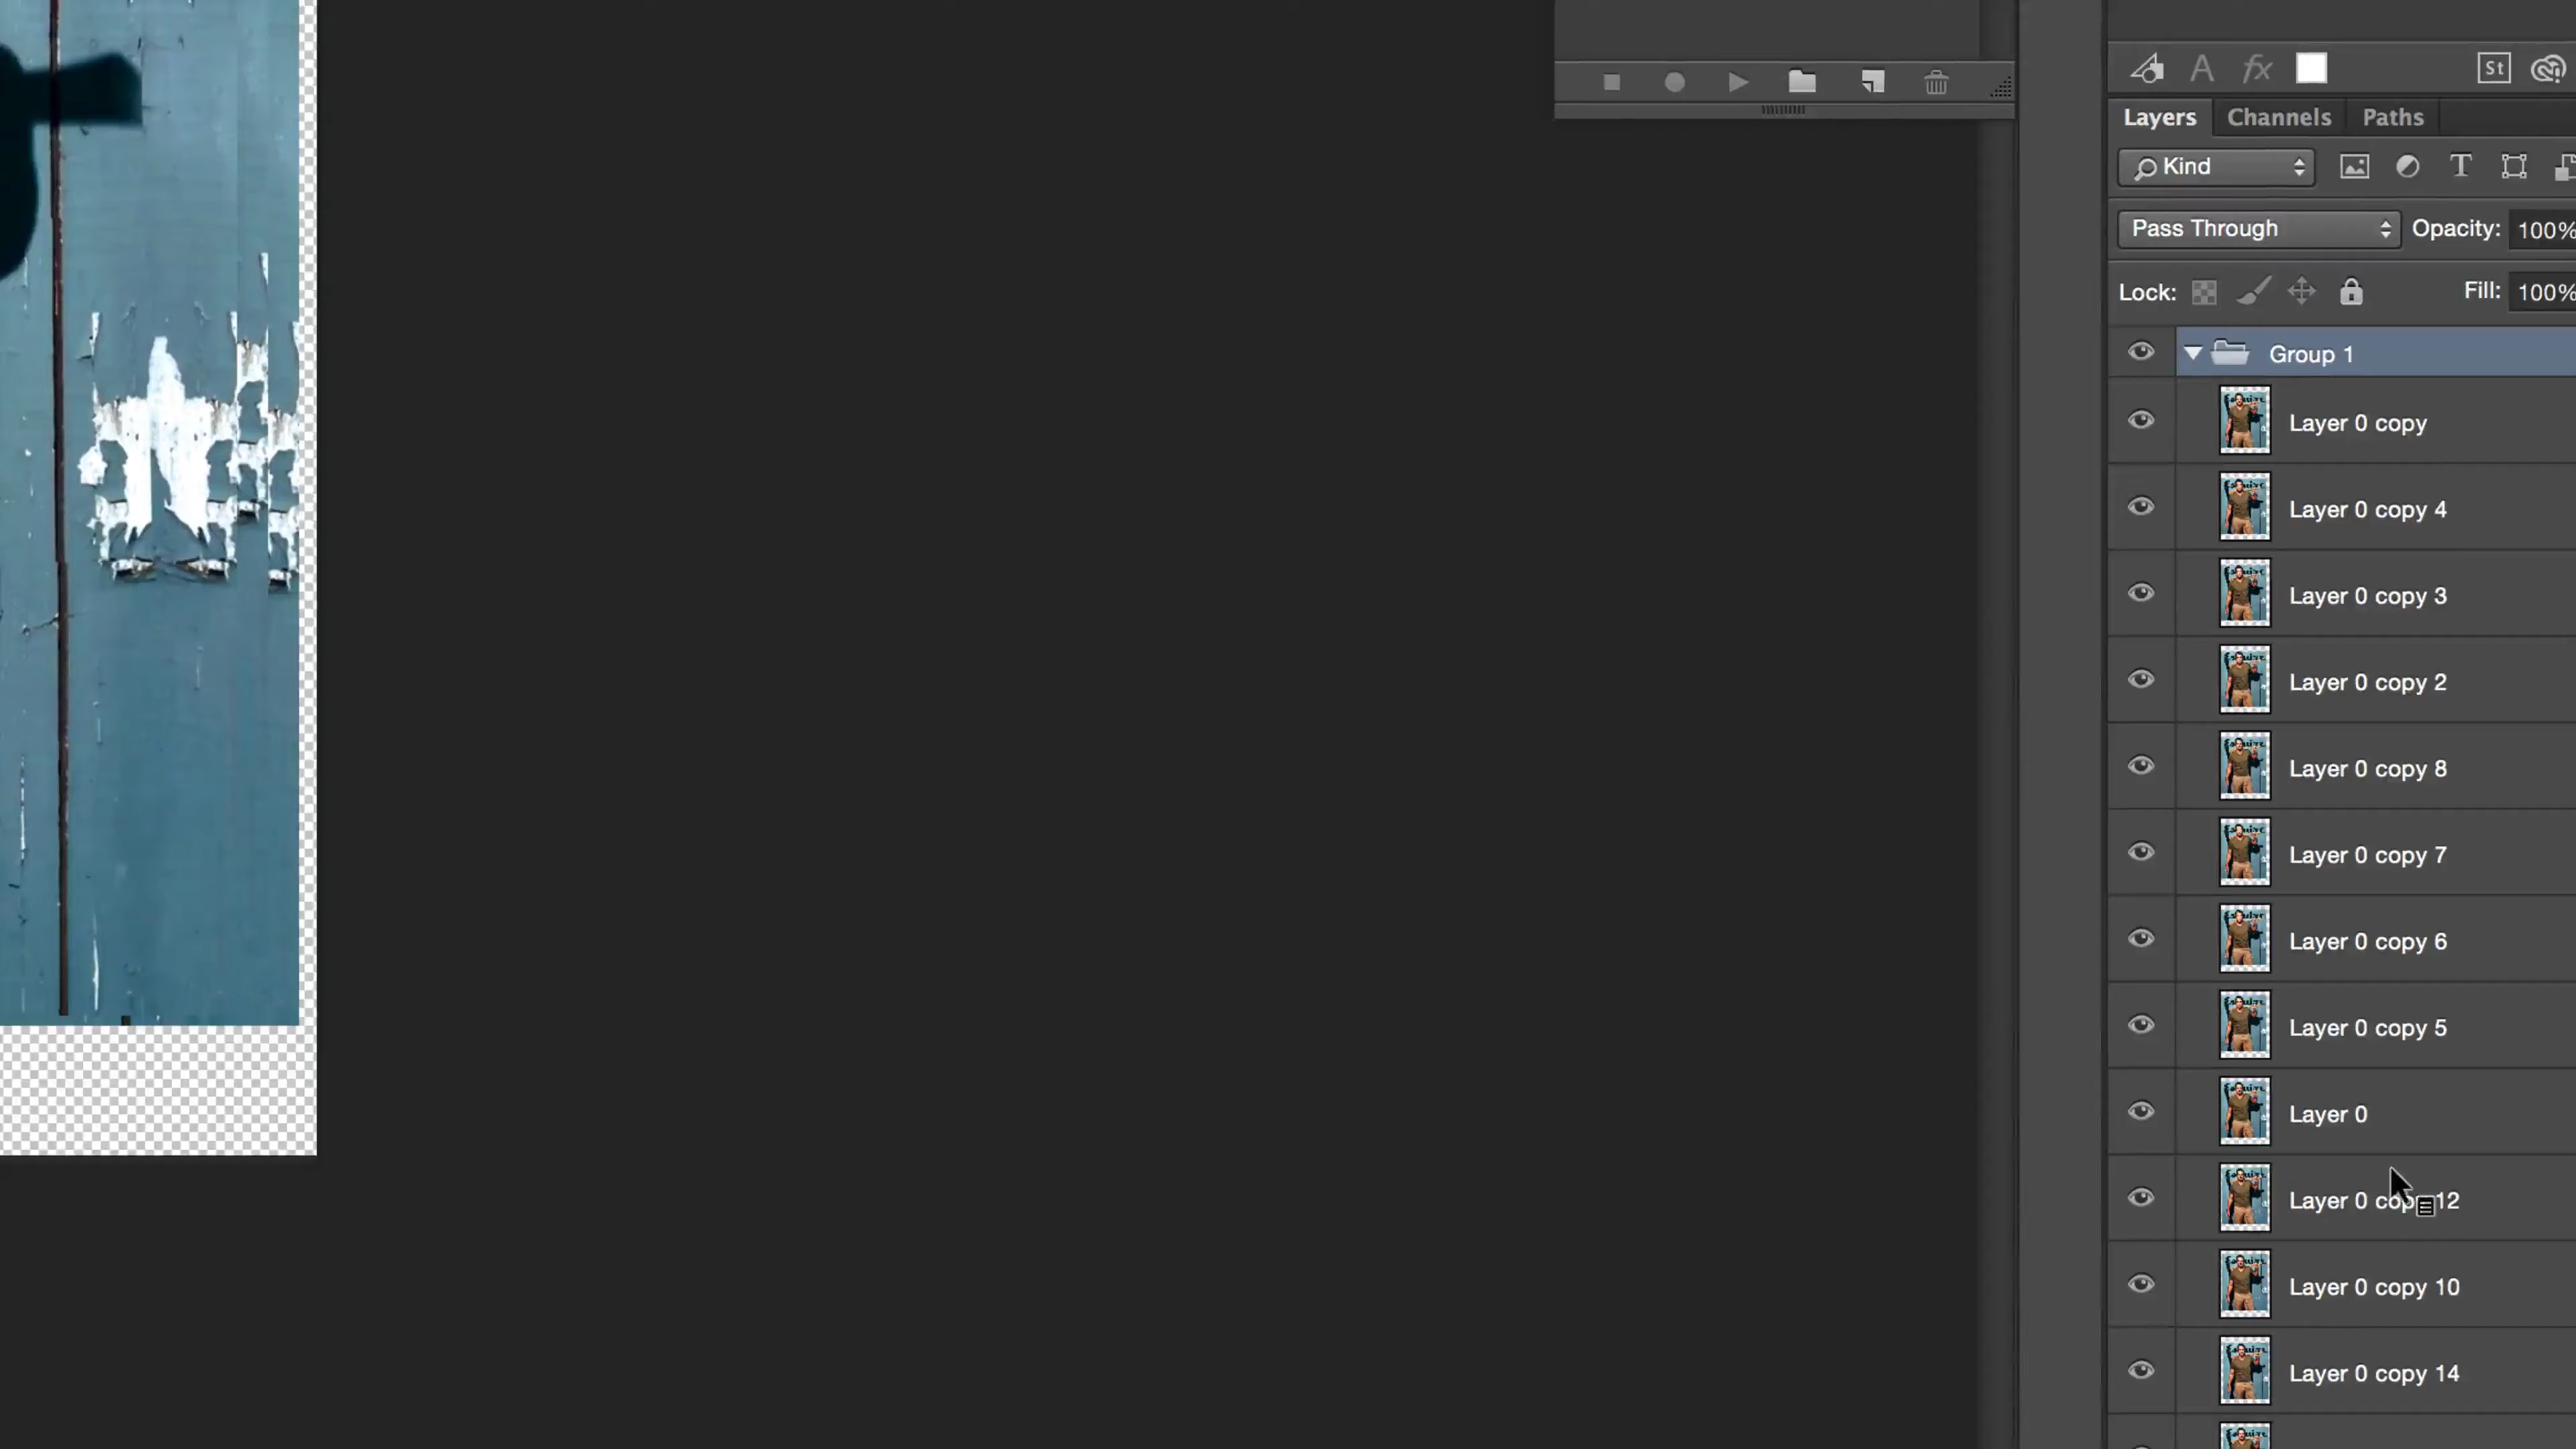 A fx St
Layers Channels Paths
Kind T
Pass Through Opacity: 100%
Lock: Fill: 100%
Group 1
Layer 0 copy
Layer 0 copy 4
Layer 0 copy 3
Layer 0 copy 2
Layer 0 copy 8
Layer 0 copy 7
Layer 0 copy 6
Layer 0 copy 5
Layer 0
Layer 0 copy 12
Layer 0 copy 10
Layer 0 copy 14